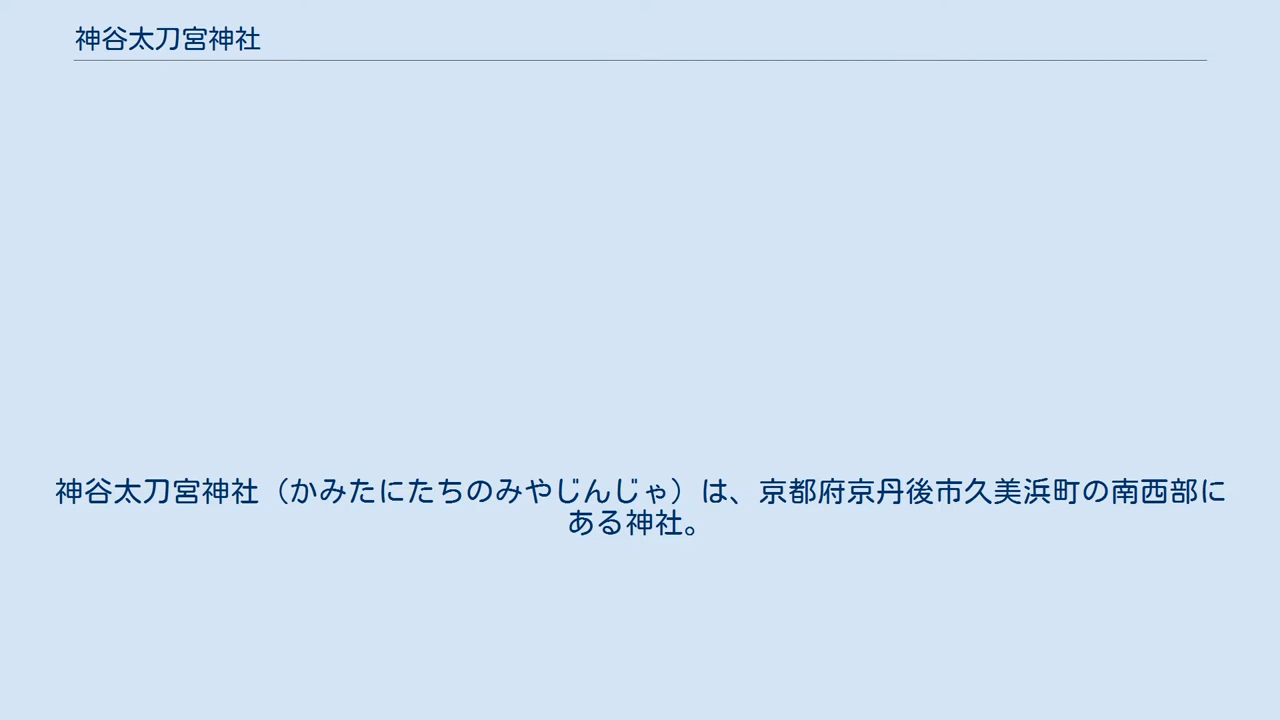 神谷太刀宮神社
神谷太刀宮神社（かみたにたちのみやじんじゃ）は、京都府京丹後市久美浜町の南西部に
ある神社。